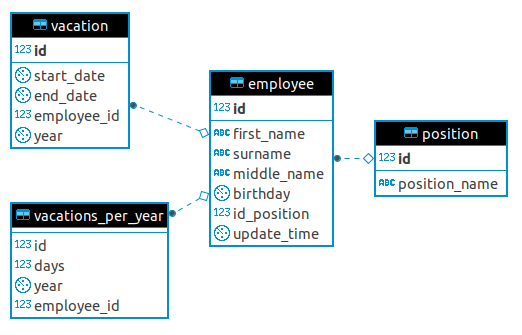 vacation
123 id
start_date
end_date
123 employee_id
year
employee
123 id
ABC first_name
ABC surname
ABC middle_name
birthday
123 id_position
update_time
position
123 id
ABC position_name
vacations_per_year
123 id
123 days
year
123 employee_id